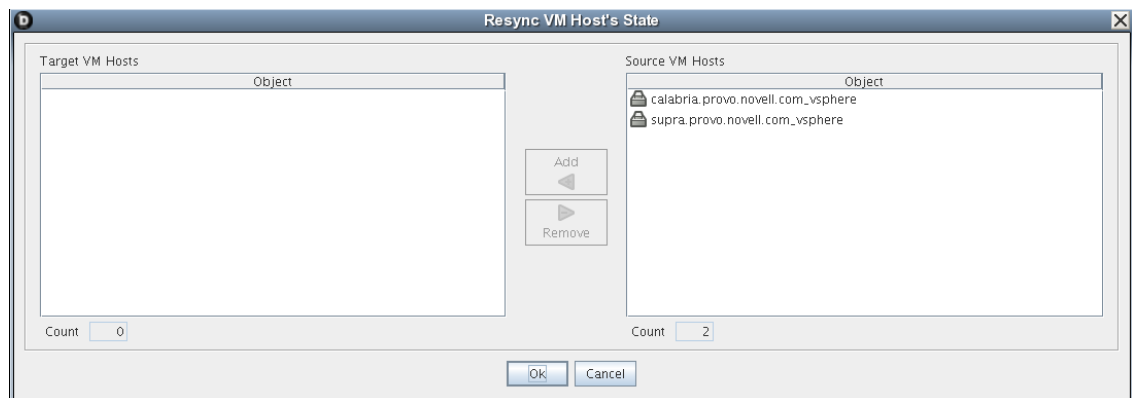 Resync VM Host's State
Target VM Hosts
Source VM Hosts
Object
Object
calabria.provo.novell.com_vsphere
supra.provo.novell.com_vsphere
Add
Remove
Count 0
Count 2
Ok
Cancel